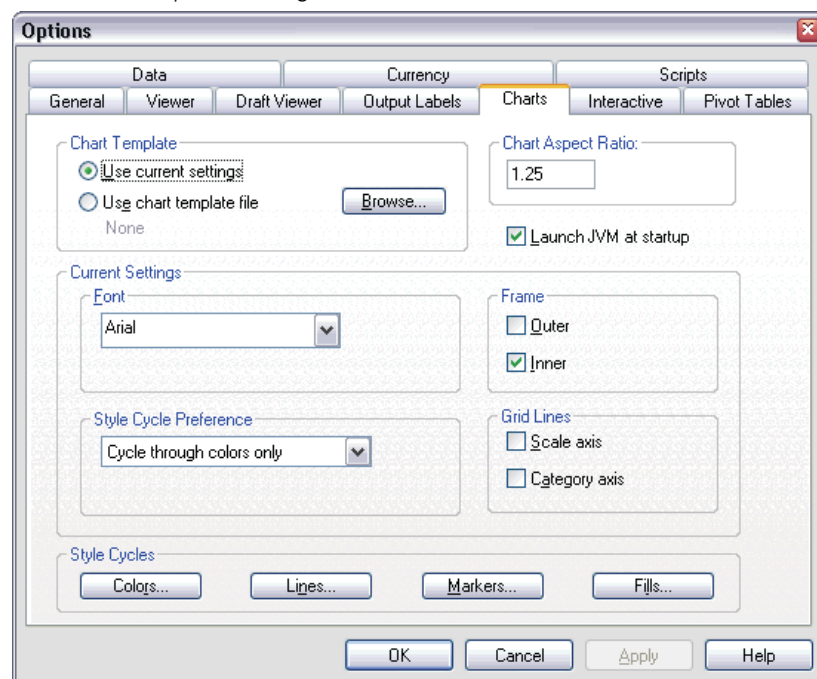 Options
Data Currency Scripts
General Viewer Draft Viewer Output Labels Charts Interactive Pivot Tables
Chart Template
Use current settings
Use chart template file
Browse...
None
Chart Aspect Ratio:
1.25
Launch JVM at startup
Current Settings
Font
Arial
Frame
Outer
Inner
Style Cycle Preference
Cycle through colors only
Grid Lines
Scale axis
Category axis
Style Cycles
Colors... Lines... Markers... Fills...
OK Cancel Apply Help